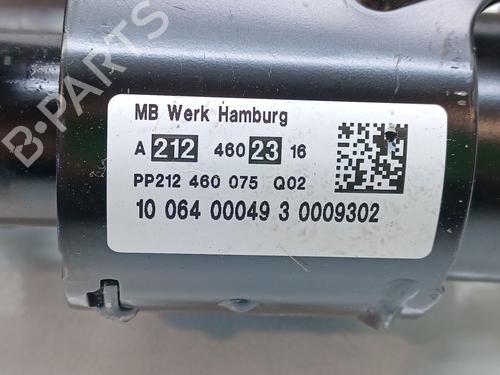 B-PARTS
MB Werk Hamburg
A 212 460 23 16
PP212 460 075 Q02
10 064 00049 3 0009302